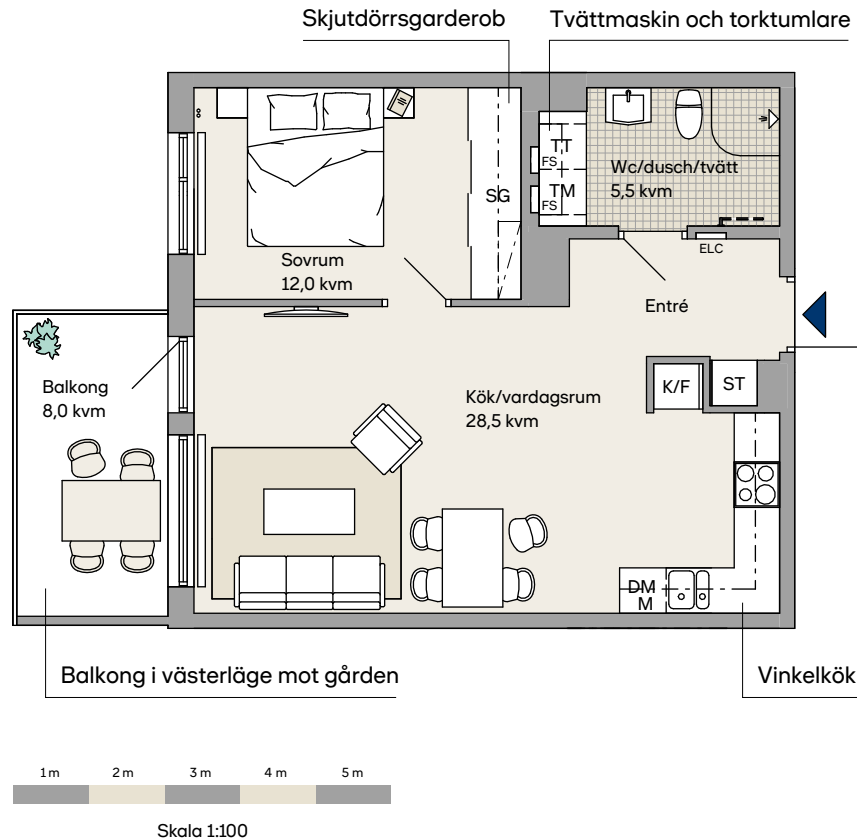 Skjutdörrsgarderob
Tvättmaskin och torktumlare
TT
FS
TM
FS
Wc/dusch/tvätt
5,5 kvm
SG
ELC
Sovrum
12,0 kvm
Entré
Balkong
8,0 kvm
Kök/vardagsrum
28,5 kvm
K/F
ST
DM
M
Balkong i västerläge mot gården
Vinkelkök
1 m 2 m 3 m 4 m 5 m
Skala 1:100